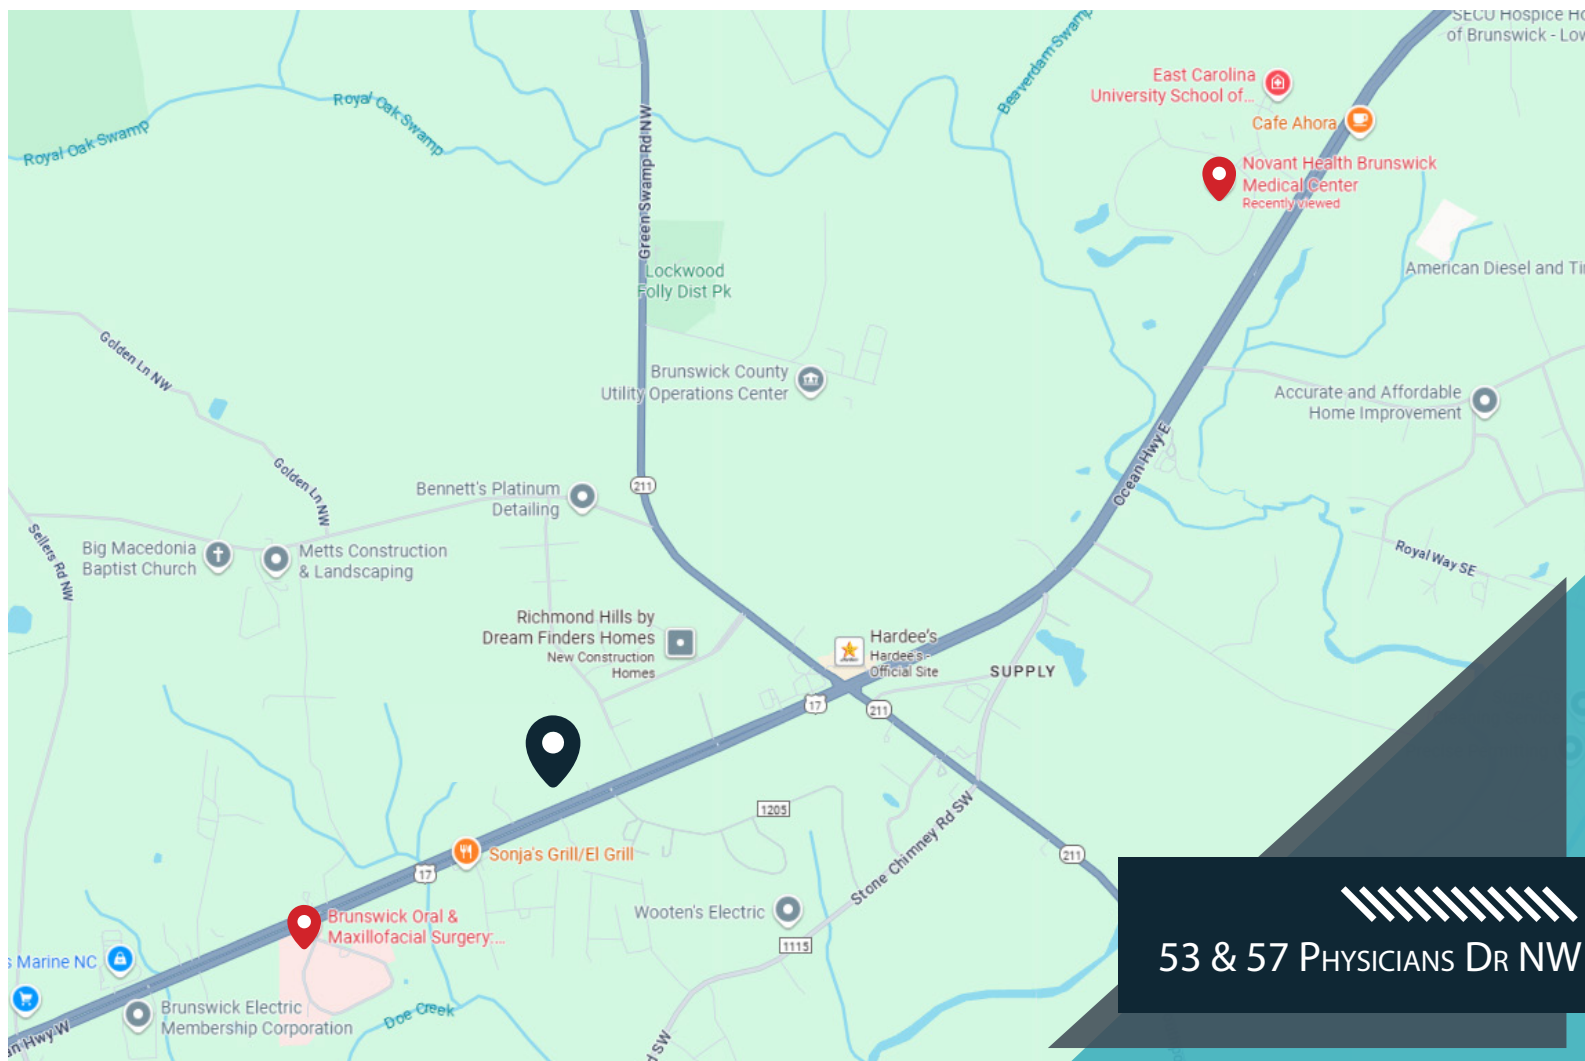 SECU Hospice Ho
of Brunswick - Low
East Carolina
University School of...
Cafe Ahora
Novant Health Brunswick
Medical Center
Recently viewed
Beaverdam Swamp
Royal Oak Swamp
Royal Oak Swamp
Green Swamp Rd NW
Lockwood
Folly Dist Pk
American Diesel and Tir
Golden Ln NW
Brunswick County
Utility Operations Center
Accurate and Affordable
Home Improvement
Ocean Hwy E
Golden Ln NW
211
Bennett's Platinum
Detailing
Sellers Rd NW
Big Macedonia
Baptist Church
Metts Construction
& Landscaping
Royal Way SE
Richmond Hills by
Dream Finders Homes
New Construction
Homes
Hardee's
Hardee's -
Official Site
SUPPLY
17
211
1205
Sonja's Grill/El Grill
17
Stone Chimney Rd SW
211
Brunswick Oral &
Maxillofacial Surgery:...
Wooten's Electric
1115
s Marine NC
Brunswick Electric
Membership Corporation
Doe Creek
an Hwy W
d SW
53 & 57 Physicians Dr NW